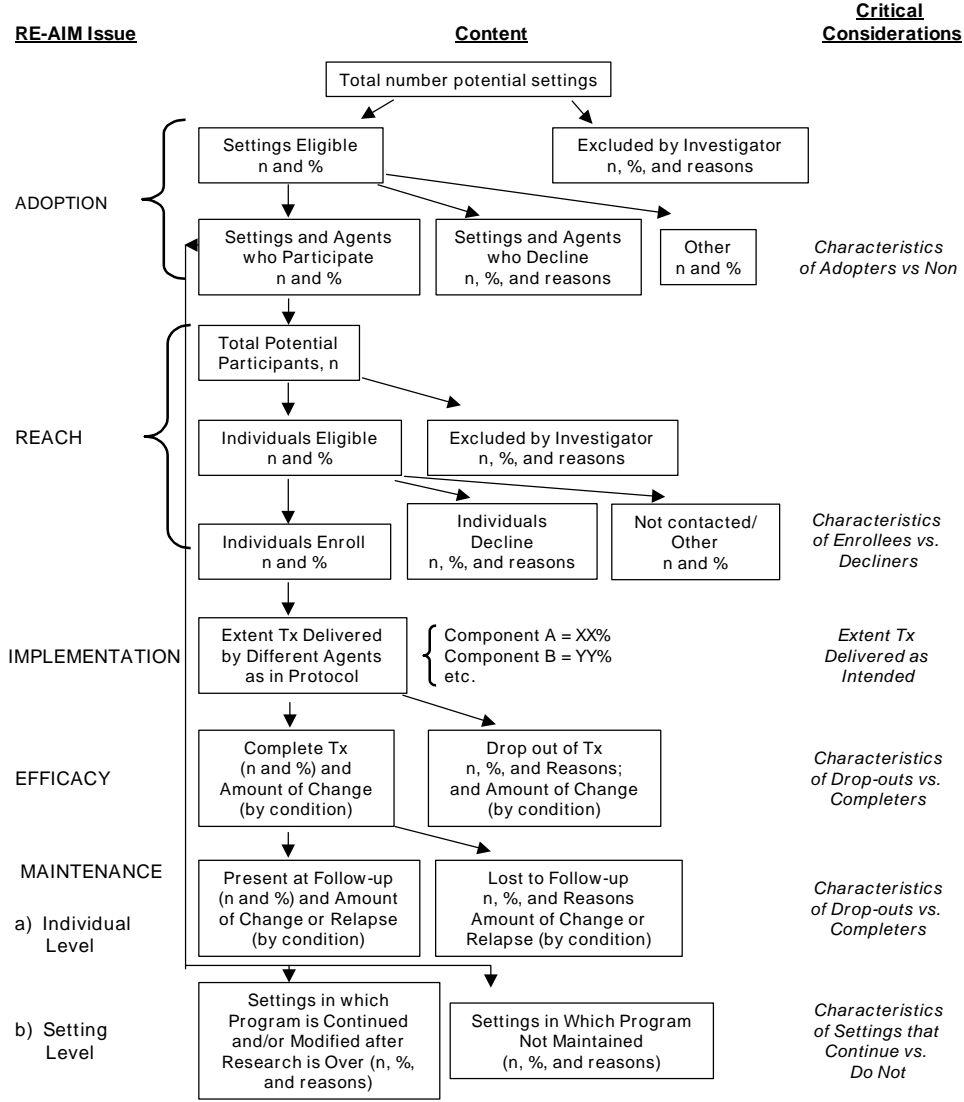 RE-AIM Issue
Content
Critical
Considerations
Total number potential settings
Settings Eligible
n and %
Excluded by Investigator
n, %, and reasons
ADOPTION
Settings and Agents
who Participate
n and %
Settings and Agents
who Decline
n, %, and reasons
Other
n and %
Characteristics
of Adopters vs Non
Total Potential
Participants, n
REACH
Individuals Eligible
n and %
Excluded by Investigator
n, %, and reasons
Individuals Enroll
n and %
Individuals
Decline
n, %, and reasons
Not contacted/
Other
n and %
Characteristics
of Enrollees vs.
Decliners
IMPLEMENTATION
Extent Tx Delivered
by Different Agents
as in Protocol
Component A = XX%
Component B = YY%
etc.
Extent Tx
Delivered as
Intended
EFFICACY
Complete Tx
(n and %) and
Amount of Change
(by condition)
Drop out of Tx
n, %, and Reasons;
and Amount of Change
(by condition)
Characteristics
of Drop-outs vs.
Completers
MAINTENANCE
a) Individual
Level
Present at Follow-up
(n and %) and Amount
of Change or Relapse
(by condition)
Lost to Follow-up
n, %, and Reasons
Amount of Change or
Relapse (by condition)
Characteristics
of Drop-outs vs.
Completers
b) Setting
Level
Settings in which
Program is Continued
and/or Modified after
Research is Over (n, %,
and reasons)
Settings in Which Program
Not Maintained
(n, %, and reasons)
Characteristics
of Settings that
Continue vs.
Do Not